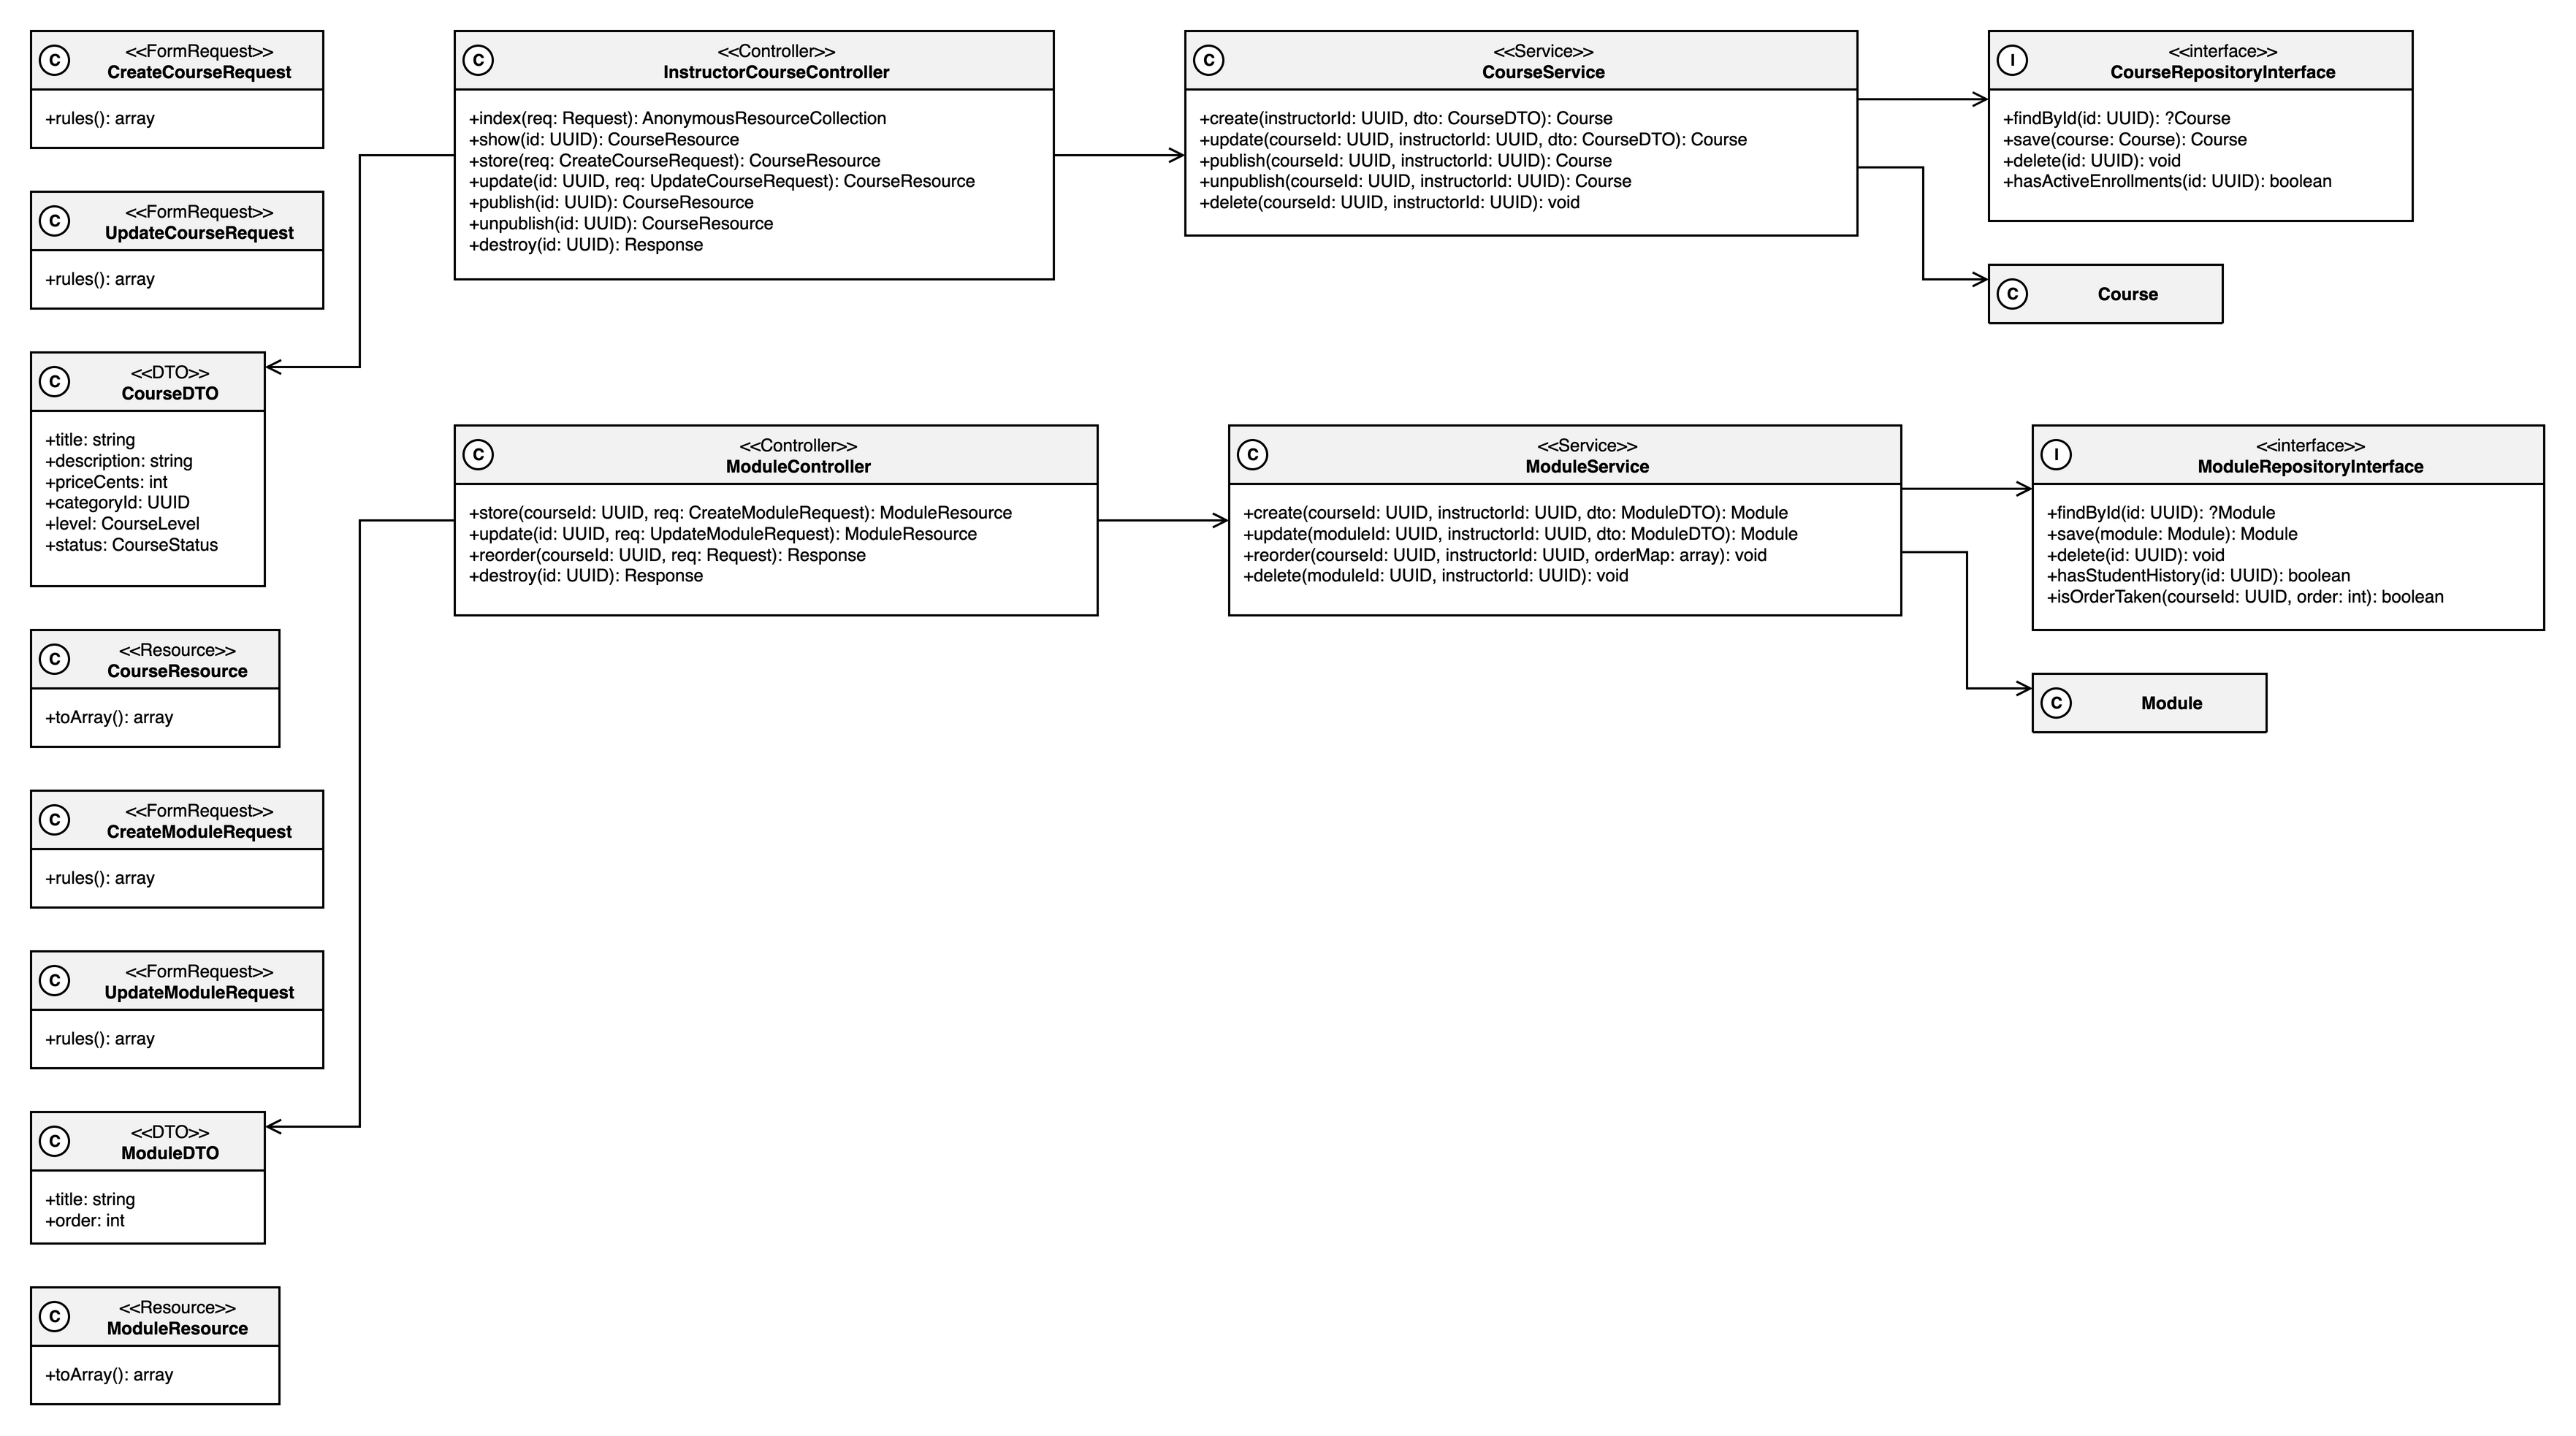 C
<<FormRequest>>
CreateCourseRequest
+rules(): array
C
<<FormRequest>>
UpdateCourseRequest
+rules(): array
C
<<DTO>>
CourseDTO
+title: string
+description: string
+priceCents: int
+categoryId: UUID
+level: CourseLevel
+status: CourseStatus
C
<<Resource>>
CourseResource
+toArray(): array
C
<<FormRequest>>
CreateModuleRequest
+rules(): array
C
<<FormRequest>>
UpdateModuleRequest
+rules(): array
C
<<DTO>>
ModuleDTO
+title: string
+order: int
C
<<Resource>>
ModuleResource
+toArray(): array
C
<<Controller>>
InstructorCourseController
+index(req: Request): AnonymousResourceCollection
+show(id: UUID): CourseResource
+store(req: CreateCourseRequest): CourseResource
+update(id: UUID, req: UpdateCourseRequest): CourseResource
+publish(id: UUID): CourseResource
+unpublish(id: UUID): CourseResource
+destroy(id: UUID): Response
C
<<Service>>
CourseService
+create(instructorId: UUID, dto: CourseDTO): Course
+update(courseId: UUID, instructorId: UUID, dto: CourseDTO): Course
+publish(courseId: UUID, instructorId: UUID): Course
+unpublish(courseId: UUID, instructorId: UUID): Course
+delete(courseId: UUID, instructorId: UUID): void
I
<<interface>>
CourseRepositoryInterface
+findById(id: UUID): ?Course
+save(course: Course): Course
+delete(id: UUID): void
+hasActiveEnrollments(id: UUID): boolean
C
Course
C
<<Controller>>
ModuleController
+store(courseId: UUID, req: CreateModuleRequest): ModuleResource
+update(id: UUID, req: UpdateModuleRequest): ModuleResource
+reorder(courseId: UUID, req: Request): Response
+destroy(id: UUID): Response
C
<<Service>>
ModuleService
+create(courseId: UUID, instructorId: UUID, dto: ModuleDTO): Module
+update(moduleId: UUID, instructorId: UUID, dto: ModuleDTO): Module
+reorder(courseId: UUID, instructorId: UUID, orderMap: array): void
+delete(moduleId: UUID, instructorId: UUID): void
I
<<interface>>
ModuleRepositoryInterface
+findById(id: UUID): ?Module
+save(module: Module): Module
+delete(id: UUID): void
+hasStudentHistory(id: UUID): boolean
+isOrderTaken(courseId: UUID, order: int): boolean
C
Module